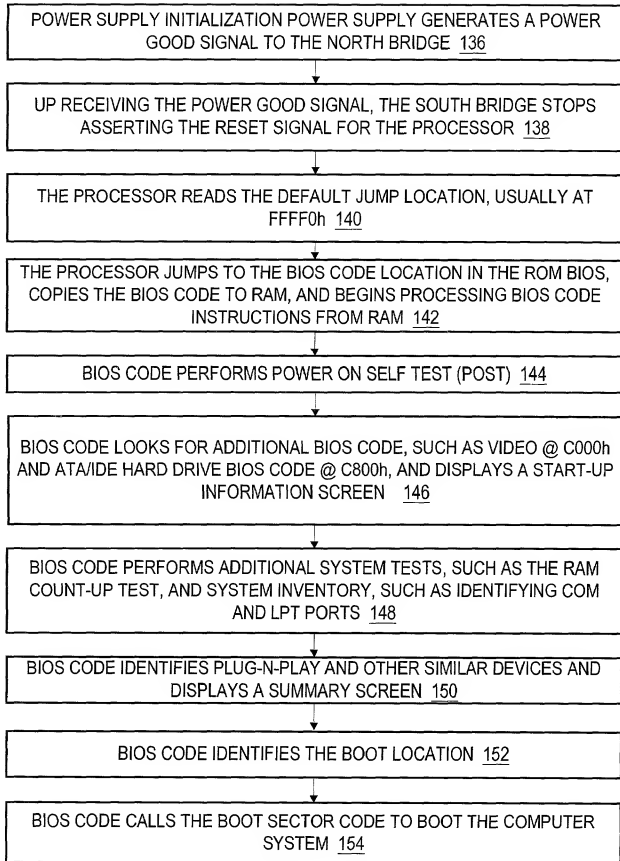 POWER SUPPLY INITIALIZATION POWER SUPPLY GENERATES A POWER
GOOD SIGNAL TO THE NORTH BRIDGE 136
UP RECEIVING THE POWER GOOD SIGNAL, THE SOUTH BRIDGE STOPS
ASSERTING THE RESET SIGNAL FOR THE PROCESSOR 138
THE PROCESSOR READS THE DEFAULT JUMP LOCATION, USUALLY AT
FFFF0h 140
THE PROCESSOR JUMPS TO THE BIOS CODE LOCATION IN THE ROM BIOS,
COPIES THE BIOS CODE TO RAM, AND BEGINS PROCESSING BIOS CODE
INSTRUCTIONS FROM RAM 142
BIOS CODE PERFORMS POWER ON SELF TEST (POST) 144
BIOS CODE LOOKS FOR ADDITIONAL BIOS CODE, SUCH AS VIDEO @ C000h
AND ATA/IDE HARD DRIVE BIOS CODE @ C800h, AND DISPLAYS A START-UP
INFORMATION SCREEN 146
BIOS CODE PERFORMS ADDITIONAL SYSTEM TESTS, SUCH AS THE RAM
COUNT-UP TEST, AND SYSTEM INVENTORY, SUCH AS IDENTIFYING COM
AND LPT PORTS 148
BIOS CODE IDENTIFIES PLUG-N-PLAY AND OTHER SIMILAR DEVICES AND
DISPLAYS A SUMMARY SCREEN 150
BIOS CODE IDENTIFIES THE BOOT LOCATION 152
BIOS CODE CALLS THE BOOT SECTOR CODE TO BOOT THE COMPUTER
SYSTEM 154